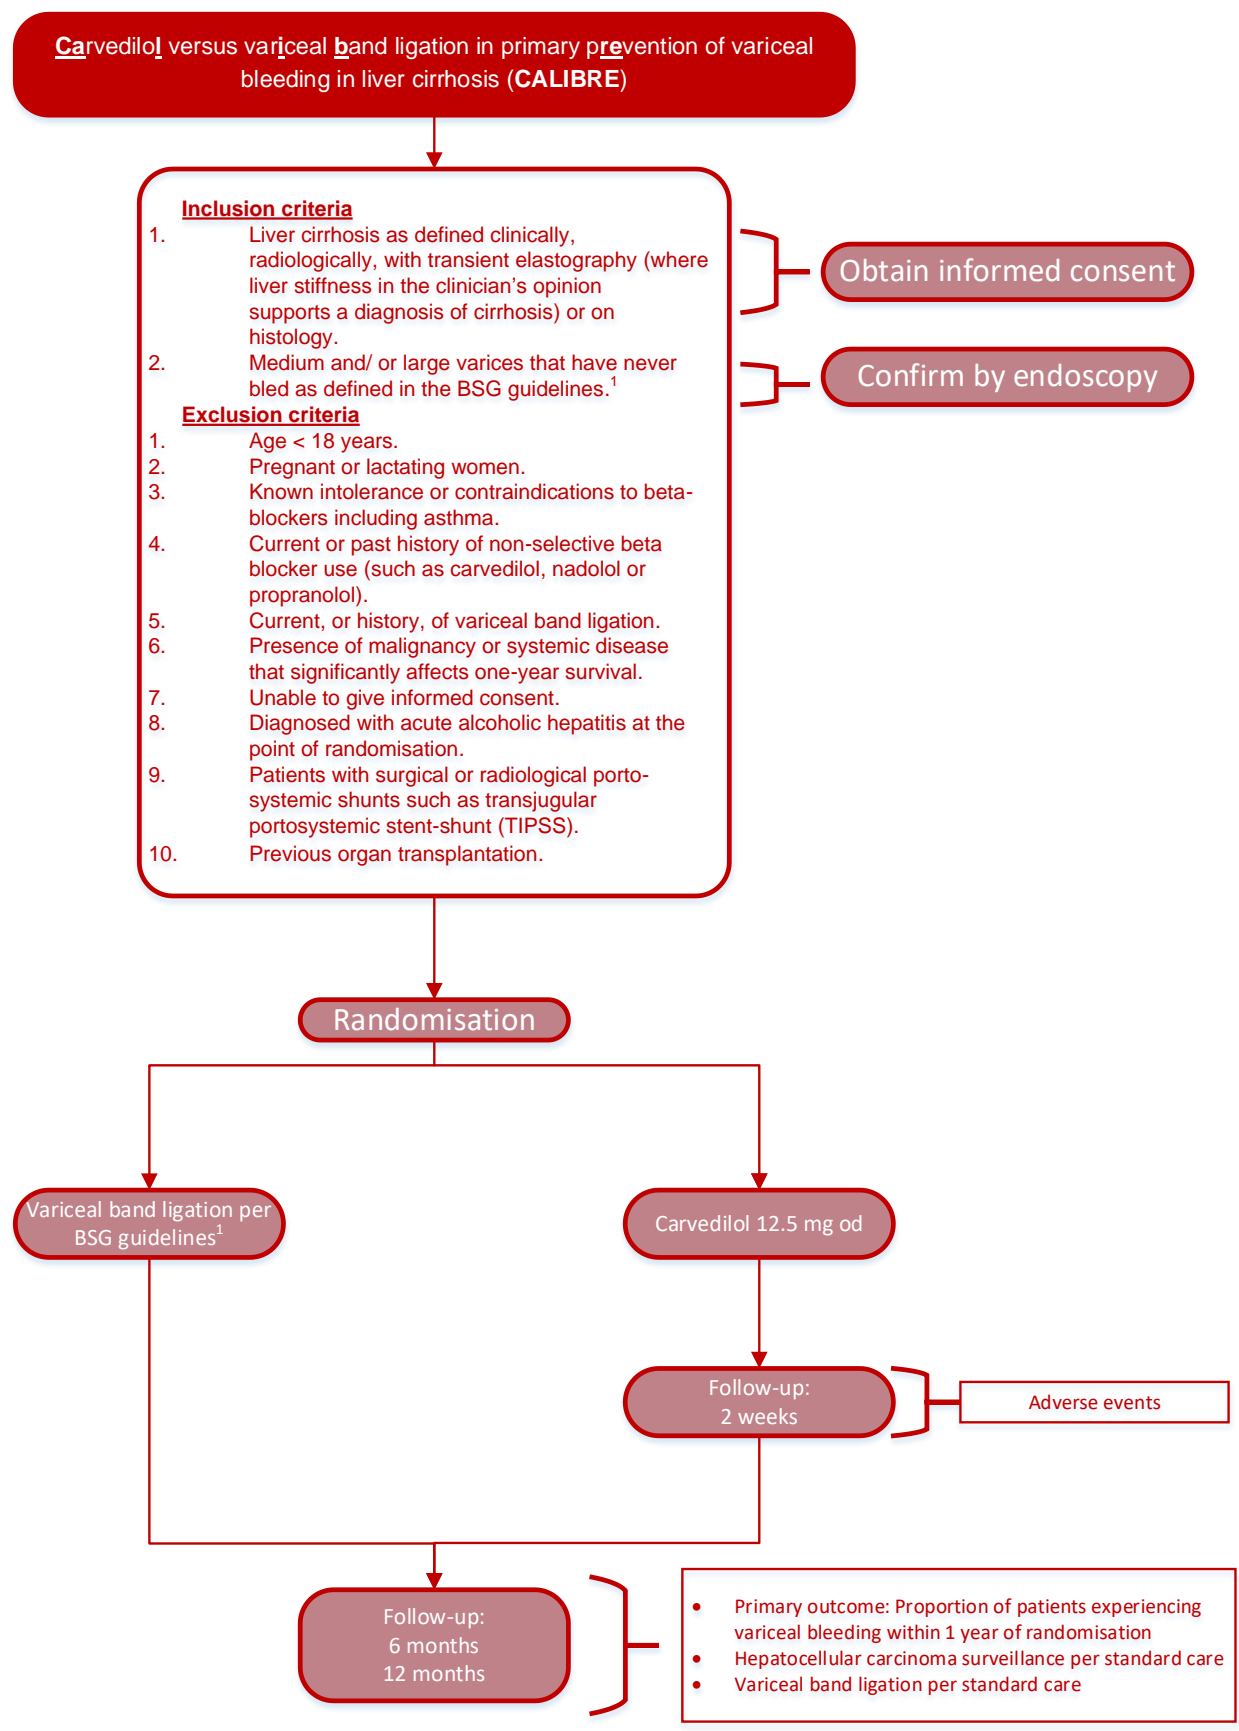 Carvedilol versus variceal band ligation in primary prevention of variceal
bleeding in liver cirrhosis (CALIBRE)
Inclusion criteria
1. Liver cirrhosis as defined clinically,
radiologically, with transient elastography (where
liver stiffness in the clinician's opinion
supports a diagnosis of cirrhosis) or on
histology.
2. Medium and/ or large varices that have never
bled as defined in the BSG guidelines.1
Obtain informed consent
Confirm by endoscopy
Exclusion criteria
1. Age < 18 years.
2. Pregnant or lactating women.
3. Known intolerance or contraindications to beta-
blockers including asthma.
4. Current or past history of non-selective beta
blocker use (such as carvedilol, nadolol or
propranolol).
5. Current, or history, of variceal band ligation.
6. Presence of malignancy or systemic disease
that significantly affects one-year survival.
7. Unable to give informed consent.
8. Diagnosed with acute alcoholic hepatitis at the
point of randomisation.
9. Patients with surgical or radiological porto-
systemic shunts such as transjugular
portosystemic stent-shunt (TIPSS).
10. Previous organ transplantation.
Randomisation
Variceal band ligation per
BSG guidelines1
Carvedilol 12.5 mg od
Follow-up:
2 weeks
Adverse events
Follow-up:
6 months
12 months
• Primary outcome: Proportion of patients experiencing
variceal bleeding within 1 year of randomisation
• Hepatocellular carcinoma surveillance per standard care
• Variceal band ligation per standard care